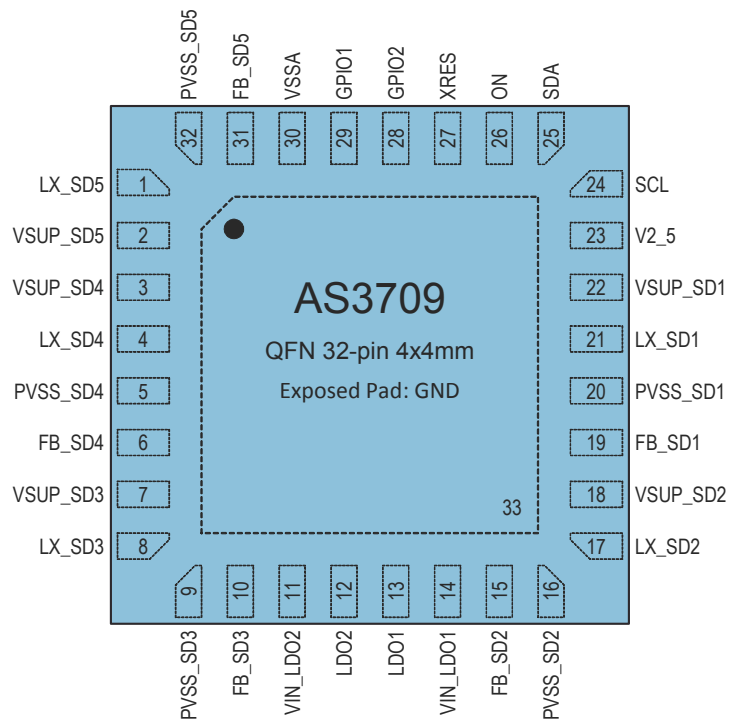 PVSS_SD5
FB_SD5
VSSA
GPIO1
GPIO2
XRES
ON
SDA
32
31
30
29
28
27
26
25
LX_SD5
1
VSUP_SD5
2
VSUP_SD4
3
LX_SD4
4
PVSS_SD4
5
FB_SD4
6
VSUP_SD3
7
LX_SD3
8
AS3709
QFN 32-pin 4x4mm
Exposed Pad: GND
33
24
SCL
23
V2_5
22
VSUP_SD1
21
LX_SD1
20
PVSS_SD1
19
FB_SD1
18
VSUP_SD2
17
LX_SD2
9
10
11
12
13
14
15
16
PVSS_SD3
FB_SD3
VIN_LDO2
LDO2
LDO1
VIN_LDO1
FB_SD2
PVSS_SD2